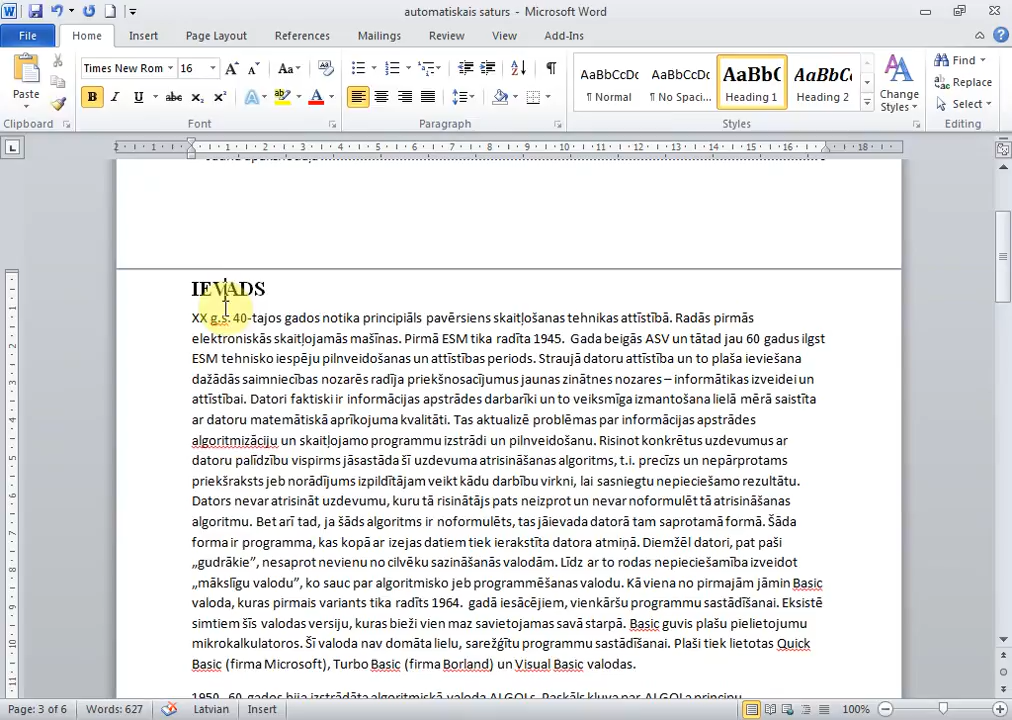 automatiskais saturs - Microsoft Word
File Home Insert Page Layout References Mailings Review View Add-Ins
Times New Rom 16
AaBbCcDc AaBbCcDc AaBbC AaBbCc
Paste ¶ Normal ¶ No Spaci... Heading 1 Heading 2 Change Styles
Find Replace Select
Clipboard Font Paragraph Styles Editing
IEVADS
XX g.s. 40-tajos gados notika principiāls pavērsiens skaitļošanas tehnikas attīstībā. Radās pirmās
elektroniskās skaitļojamās mašīnas. Pirmā ESM tika radīta 1945. Gada beigās ASV un tātad jau 60 gadus ilgst
ESM tehnisko iespēju pilnveidošanas un attīstības periods. Straujā datoru attīstība un to plaša ieviešana
dažādās saimniecības nozarēs radīja priekšnosacījumus jaunas zinātnes nozares – informātikas izveidei un
attīstībai. Datori faktiski ir informācijas apstrādes darbarīki un to veiksmīga izmantošana lielā mērā saistīta
ar datoru matemātiskā aprīkojuma kvalitāti. Tas aktualizē problēmas par informācijas apstrādes
algoritmizāciju un skaitļojamo programmu izstrādi un pilnveidošanu. Risinot konkrētus uzdevumus ar
datoru palīdzību vispirms jāsastāda šī uzdevuma atrisināšanas algoritms, t.i. precīzs un nepārprotams
priekšraksts jeb norādījums izpildītājam veikt kādu darbību virkni, lai sasniegtu nepieciešamo rezultātu.
Dators nevar atrisināt uzdevumu, kuru tā risinātājs pats neizprot un nevar noformulēt tā atrisināšanas
algoritmu. Bet arī tad, ja šāds algoritms ir noformulēts, tas jāievada datorā tam saprotamā formā. Šāda
forma ir programma, kas kopā ar izejas datiem tiek ierakstīta datora atmiņā. Diemžēl datori, pat paši
„gudrākie”, nesaprot nevienu no cilvēku sazināšanās valodām. Līdz ar to rodas nepieciešamība izveidot
„mākslīgu valodu”, ko sauc par algoritmisko jeb programmēšanas valodu. Kā viena no pirmajām jāmin Basic
valoda, kuras pirmais variants tika radīts 1964. gadā iesācējiem, vienkāršu programmu sastādīšanai. Eksistē
simtiem šīs valodas versiju, kuras bieži vien maz savietojamas savā starpā. Basic guvis plašu pielietojumu
mikrokalkulatoros. Šī valoda nav domāta lielu, sarežģītu programmu sastādīšanai. Plaši tiek lietotas Quick
Basic (firma Microsoft), Turbo Basic (firma Borland) un Visual Basic valodas.
1950.-60. gados bija izstrādāta algoritmiskā valoda ALGOLs. Paskāls kļuva par ALGOLa principu
Page: 3 of 6 Words: 627 Latvian Insert 100%